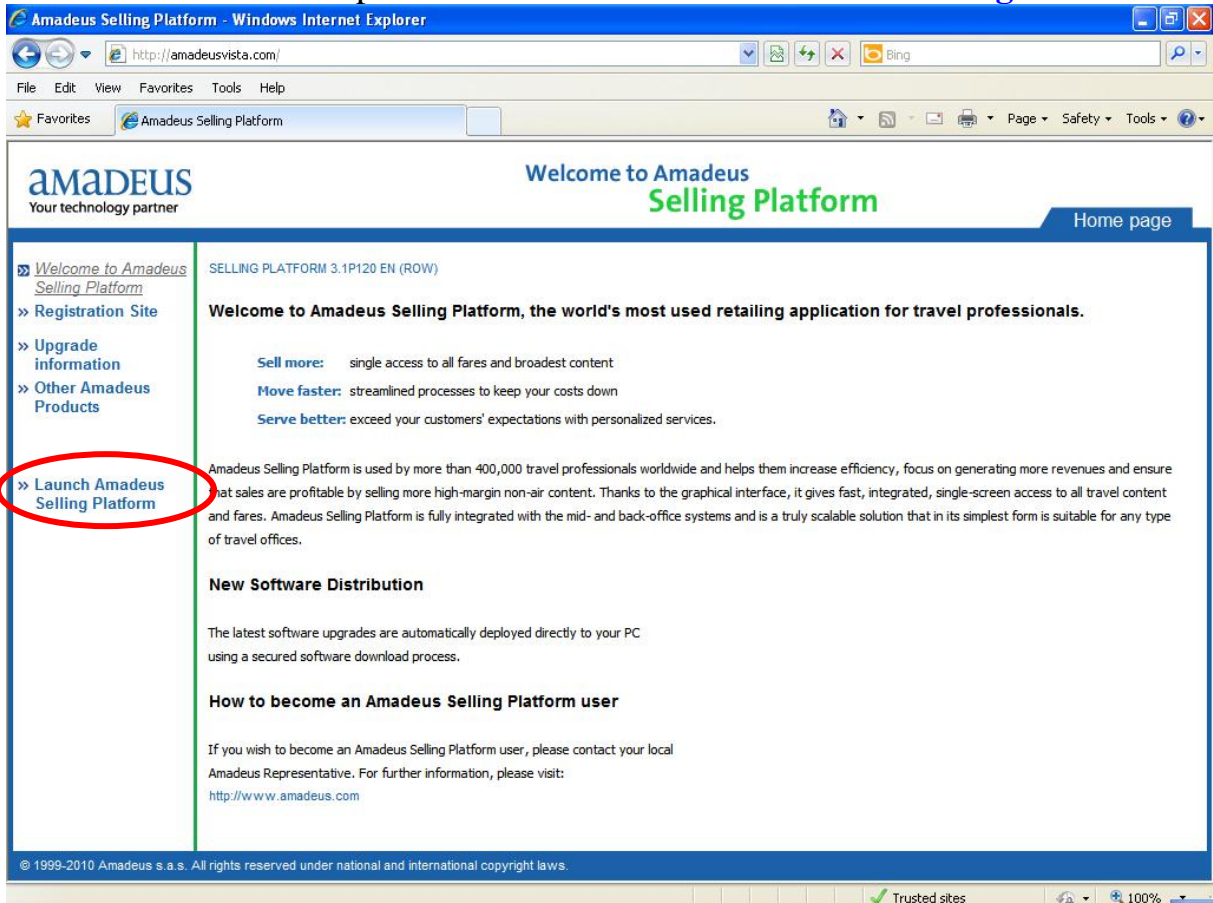 Amadeus Selling Platform - Windows Internet Explorer
http://amadeusvista.com/
Bing
File Edit View Favorites Tools Help
Favorites
Amadeus Selling Platform
Page Safety Tools
amadeus
Your technology partner
Welcome to Amadeus
Selling Platform
Home page
Welcome to Amadeus
Selling Platform
» Registration Site
» Upgrade
information
» Other Amadeus
Products
» Launch Amadeus
Selling Platform
SELLING PLATFORM 3.1P120 EN (ROW)
Welcome to Amadeus Selling Platform, the world's most used retailing application for travel professionals.
Sell more: single access to all fares and broadest content
Move faster: streamlined processes to keep your costs down
Serve better: exceed your customers' expectations with personalized services.
Amadeus Selling Platform is used by more than 400,000 travel professionals worldwide and helps them increase efficiency, focus on generating more revenues and ensure
that sales are profitable by selling more high-margin non-air content. Thanks to the graphical interface, it gives fast, integrated, single-screen access to all travel content
and fares. Amadeus Selling Platform is fully integrated with the mid- and back-office systems and is a truly scalable solution that in its simplest form is suitable for any type
of travel offices.
New Software Distribution
The latest software upgrades are automatically deployed directly to your PC
using a secured software download process.
How to become an Amadeus Selling Platform user
If you wish to become an Amadeus Selling Platform user, please contact your local
Amadeus Representative. For further information, please visit:
http://www.amadeus.com
© 1999-2010 Amadeus s.a.s. All rights reserved under national and international copyright laws.
Trusted sites
100%